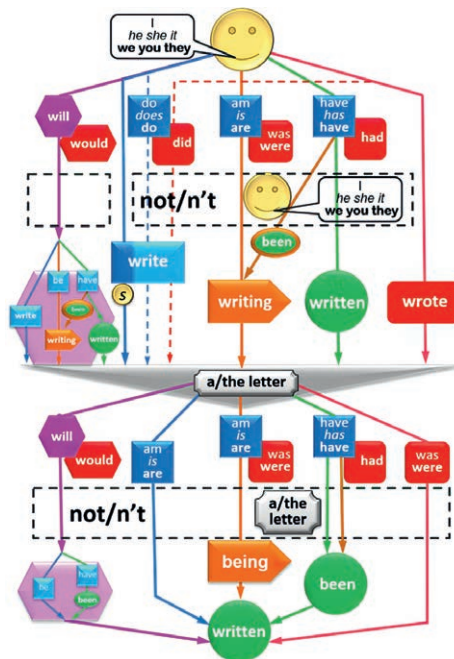 I
he she it
we you they
will
would
do
does
do
did
am
is
are
was
were
have
has
have
had
not/n't
I
he she it
we you they
been
write
S
writing
written
wrote
be
have
write
been
writing
written
a/the letter
will
would
am
is
are
am
is
are
was
were
have
has
have
had
was
were
not/n't
a/the
letter
being
been
be
have
been
written